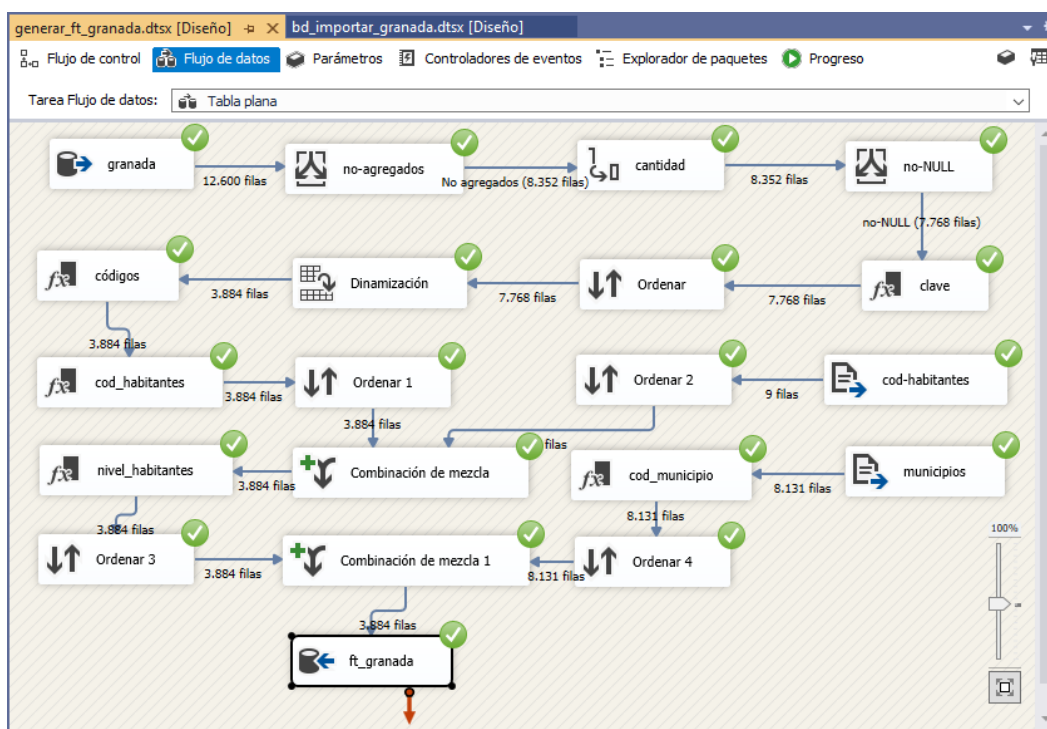 generar_ft_granada.dtsx [Diseño]
bd_importar_granada.dtsx [Diseño]
Flujo de control
Flujo de datos
Parámetros
Controladores de eventos
Explorador de paquetes
Progreso
Tarea Flujo de datos:
Tabla plana
granada
12.600 filas
no-agregados
No agregados (8.352 filas)
cantidad
8.352 filas
no-NULL
no-NULL (7.768 filas)
códigos
3.884 filas
Dinamización
7.768 filas
Ordenar
7.768 filas
clave
3.884 filas
cod_habitantes
3.884 filas
Ordenar 1
Ordenar 2
9 filas
cod-habitantes
3.884 filas
filas
nivel_habitantes
3.884 filas
Combinación de mezcla
cod_municipio
8.131 filas
municipios
3.884 filas
8.131 filas
100%
Ordenar 3
3.884 filas
Combinación de mezcla 1
8.131 filas
Ordenar 4
3.884 filas
ft_granada